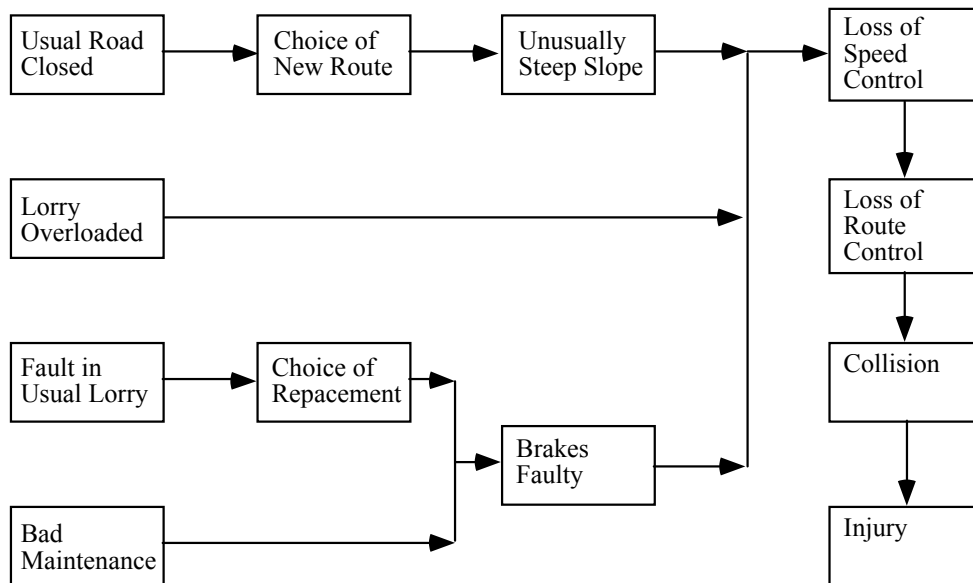 Usual Road
Closed
Choice of
New Route
Unusually
Steep Slope
Loss of
Speed
Control
Lorry
Overloaded
Loss of
Route
Control
Fault in
Usual Lorry
Choice of
Repacement
Collision
Brakes
Faulty
Bad
Maintenance
Injury